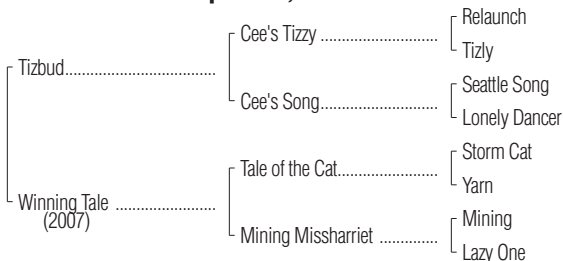 Relaunch
Cee's Tizzy ..............................
Tizly
Tizbud.......................................
Seattle Song
Cee's Song..............................
Lonely Dancer
Storm Cat
Tale of the Cat..........................
Yarn
Winning Tale ..........................
(2007)
Mining
Mining Missharriet ...............
Lazy One